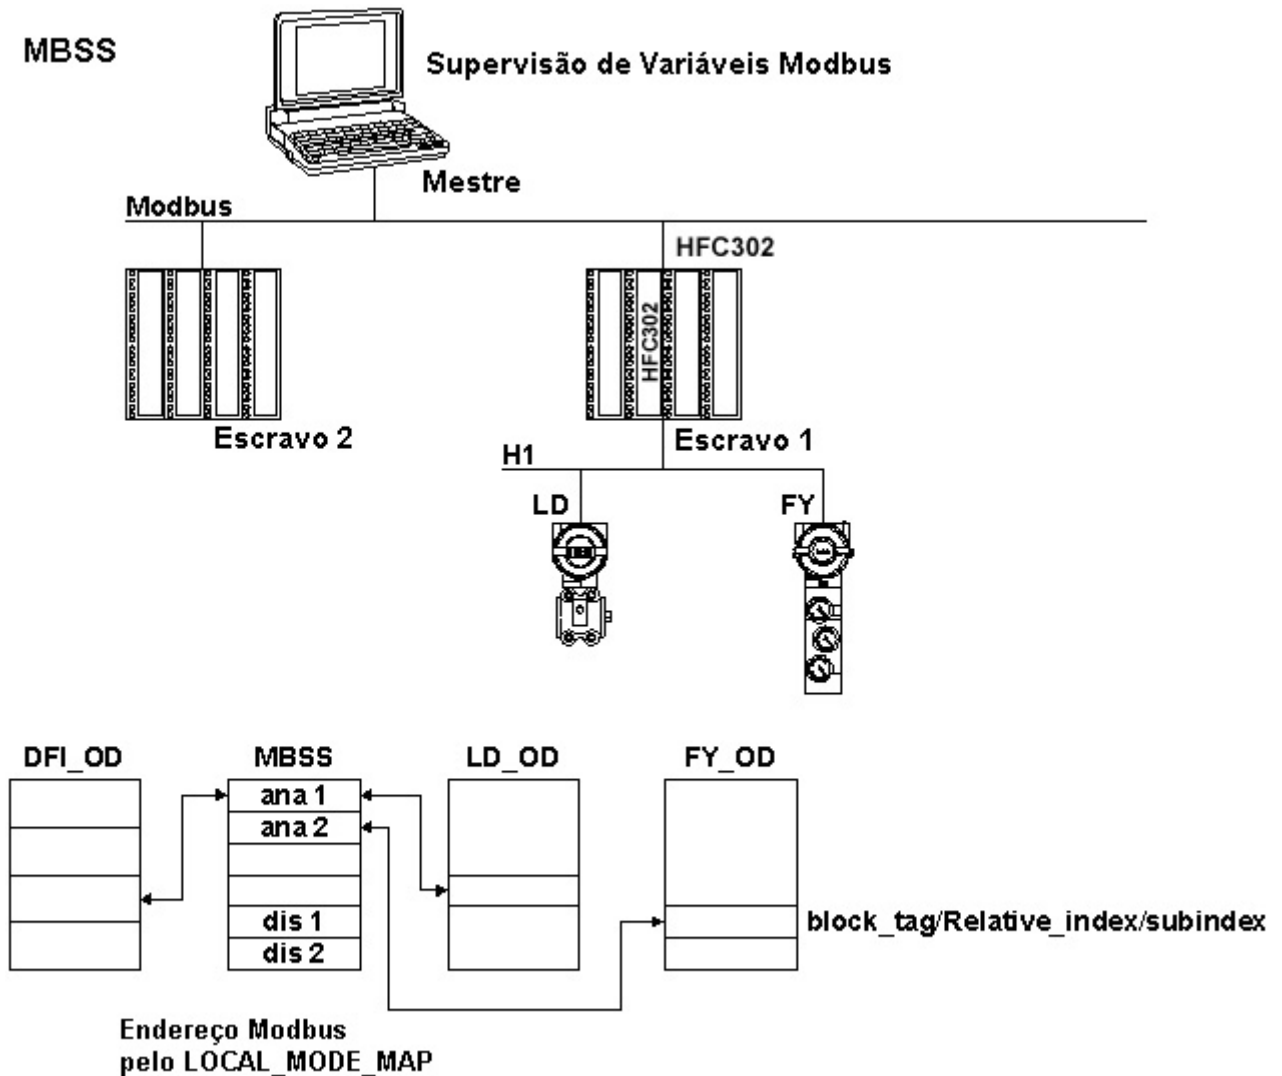 MBSS
Supervisão de Variáveis Modbus
Mestre
Modbus
HFC302
HFC302
Escravo 2
Escravo 1
H1
LD
FY
DFI_OD
MBSS
LD_OD
FY_OD
ana 1
ana 2
dis 1
dis 2
block_tag/Relative_index/subindex
Endereço Modbus
pelo LOCAL_MODE_MAP